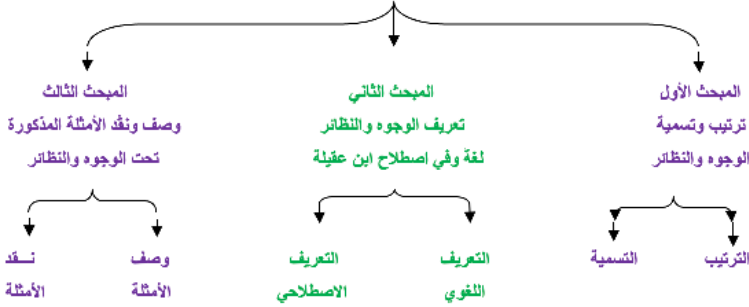 المبحث الأول
ترتيب وتسمية
الوجوه والنظائر
المبحث الثاني
تعريف الوجوه والنظائر
لغة وفي اصطلاح ابن عقيلة
المبحث الثالث
وصف ونقد الأمثلة المذكورة
تحت الوجوه والنظائر
الترتيب
التسمية
التعريف
اللغوي
التعريف
الاصطلاحي
وصف
الأمثلة
نـــقد
الأمثلة